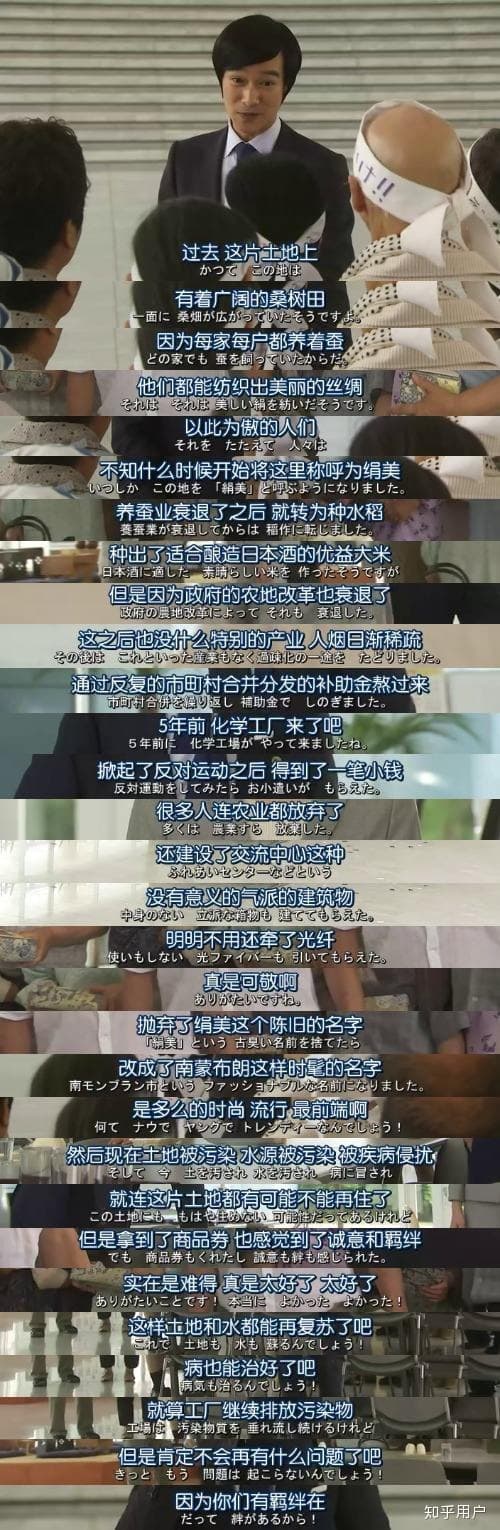 け!!
过去 这片土地上
かつて この地は
有着广阔的桑树田
一面に 桑畑が広がっていたそうですよ。
因为每家每户都养着蚕
どの家でも 蚕を飼っていたからだ。
他们都能纺织出美丽的丝绸
それは それは 美しい絹を紡いだそうです。
以此为傲的人们
それを たたえて 人々は
不知什么时候开始将这里称呼为绢美
いつしか この地を 「絹美」と呼ぶようになりました。
养蚕业衰退了之后 就转为种水稻
養蚕業が衰退してからは 稲作に転じました。
种出了适合酿造日本酒的优益大米
日本酒に適した 素晴らしい米を 作ったそうですが
但是因为政府的农地改革也衰退了
政府の農地改革によって それも 衰退した。
这之后也没什么特别的产业 人烟日渐稀疏
その後は これといった産業もなく過疎化の一途を たどりました。
通过反复的市町村合并分发的补助金熬过来
市町村合併を繰り返し 補助金で しのぎました。
5年前 化学工厂来了吧
５年前に 化学工場が やって来ましたね。
掀起了反对运动之后 得到了一笔小钱
反対運動をしてみたら お小遣いが もらえた。
很多人连农业都放弃了
多くは 農業すら 放棄した。
还建设了交流中心这种
ふれあいセンターなどという
没有意义的气派的建筑物
中身のない 立派な箱物も 建ててもらえた。
明明不用还牵了光纤
使いもしない 光ファイバーも 引いてもらえた。
真是可敬啊
ありがたいですね。
抛弃了绢美这个陈旧的名字
「絹美」という 古臭い名前を捨てたら
改成了南蒙布朗这样时髦的名字
南モンブラン市という ファッショナブルな名前になりました。
是多么的时尚 流行 最前端啊
何て ナウで ヤングで トレンディーなんでしょう！
然后现在土地被污染 水源被污染 被疾病侵扰
そして 今 土を汚され 水を汚され 病に冒され
就连这片土地都有可能不能再住了
この土地にも もはや住めない 可能性だってあるけれど
但是拿到了商品券 也感觉到了诚意和羁绊
でも 商品券もくれたし 誠意も絆も感じられた。
实在是难得 真是太好了 太好了
ありがたいことです！ 本当に よかった よかった！
这样土地和水都能再复苏了吧
これで 土地も 水も 蘇るんでしょう！
病也能治好了吧
病気も治るんでしょう！
就算工厂继续排放污染物
工場は 汚染物質を 垂れ流し続けるけれど
但是肯定不会再有什么问题了吧
きっと もう 問題は 起こらないんでしょう！
因为你们有羁绊在
だって 絆があるから！
知乎用户